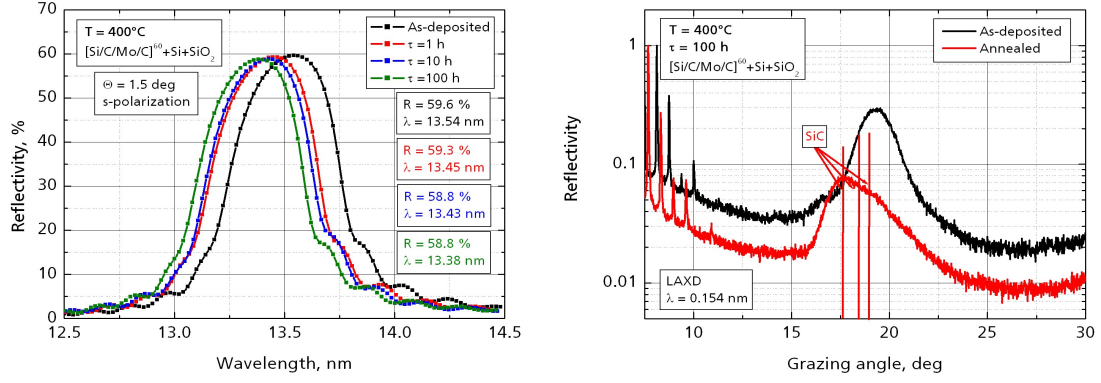 70
60
50
40
30
20
10
0
Reflectivity, %
12.5 13.0 13.5 14.0 14.5
Wavelength, nm
T = 400°C
[Si/C/Mo/C]⁶⁰+Si+SiO₂
Θ = 1.5 deg
s-polarization
As-deposited
τ = 1 h
τ = 10 h
τ = 100 h
R = 59.6 %
λ = 13.54 nm
R = 59.3 %
λ = 13.45 nm
R = 58.8 %
λ = 13.43 nm
R = 58.8 %
λ = 13.38 nm
1
0.1
0.01
Reflectivity
10 15 20 25 30
Grazing angle, deg
T = 400°C
τ = 100 h
[Si/C/Mo/C]⁶⁰+Si+SiO₂
As-deposited
Annealed
SiC
LAXD
λ = 0.154 nm